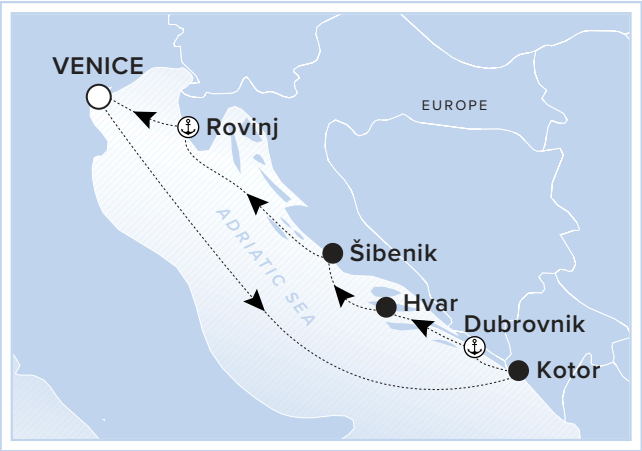 VENICE
EUROPE
Rovinj
ADRIATIC SEA
Šibenik
Hvar
Dubrovnik
Kotor